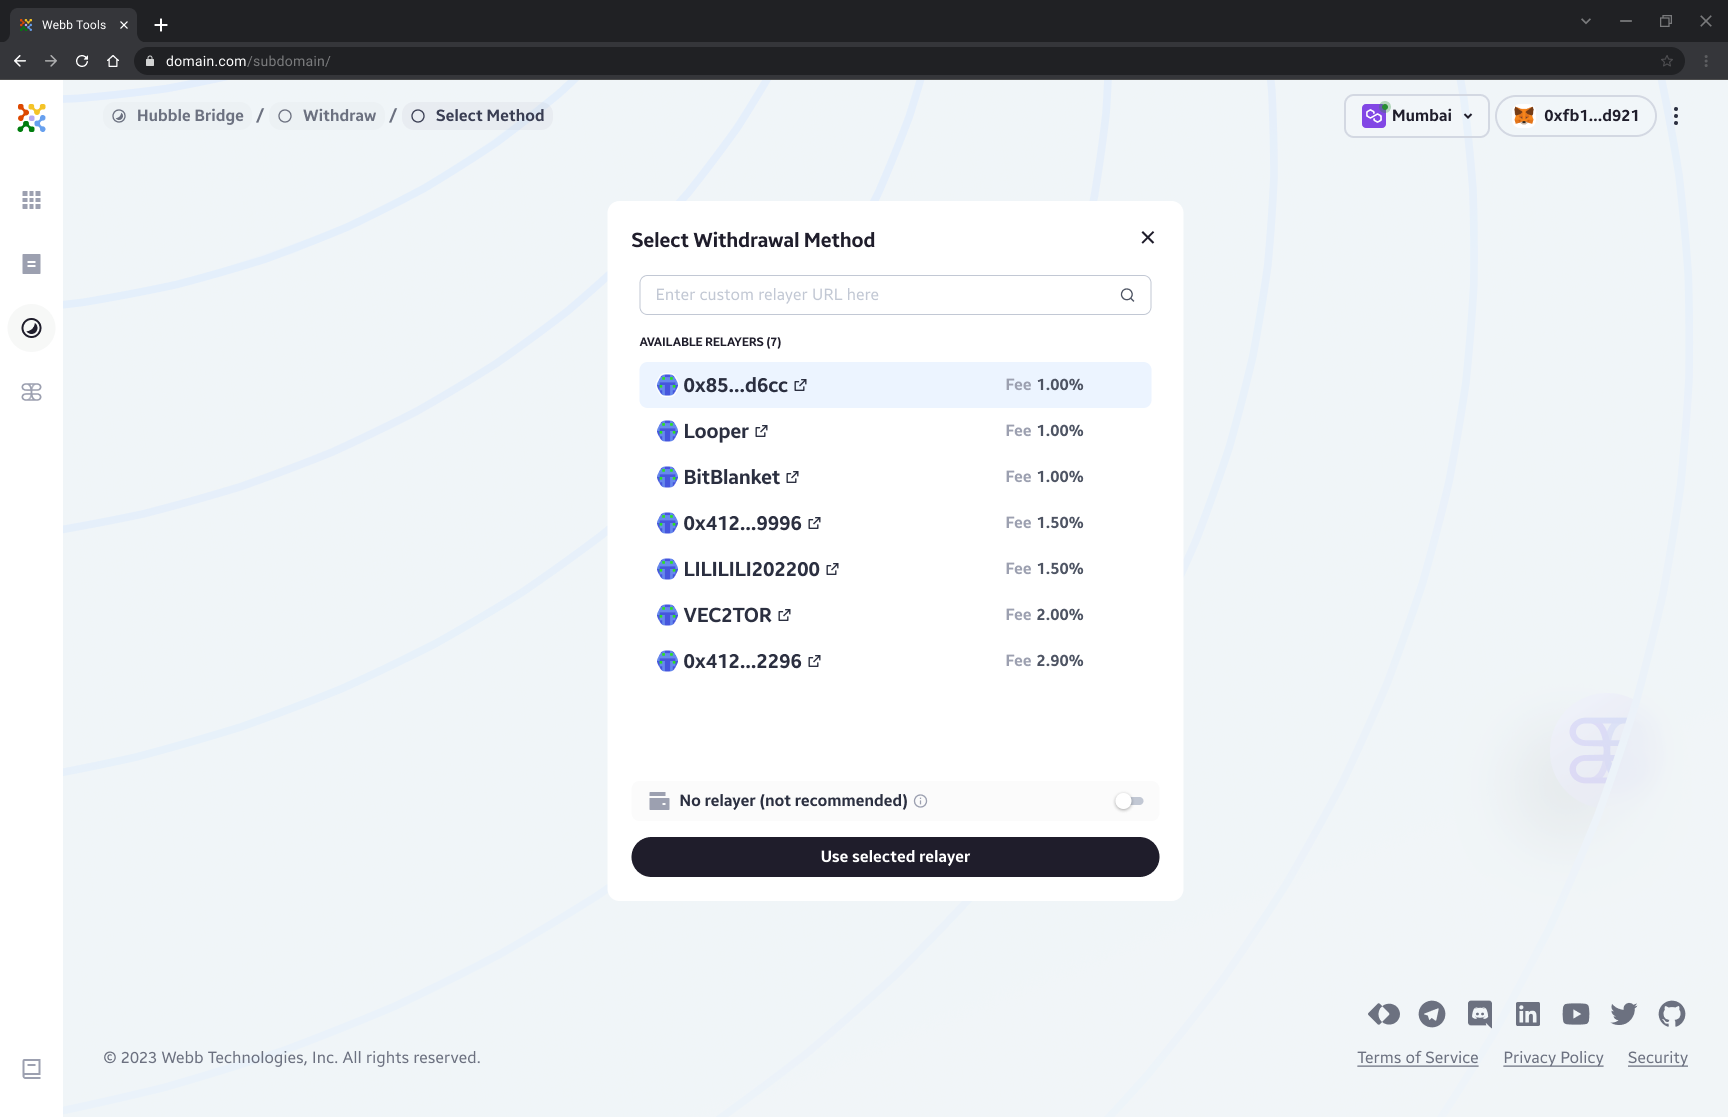 Webb Tools
domain.com/subdomain/
Hubble Bridge / Withdraw / Select Method
Mumbai
0xfb1...d921
Select Withdrawal Method
Enter custom relayer URL here
AVAILABLE RELAYERS (7)
0x85...d6cc Fee 1.00%
Looper Fee 1.00%
BitBlanket Fee 1.00%
0x412...9996 Fee 1.50%
LILILILI202200 Fee 1.50%
VEC2TOR Fee 2.00%
0x412...2296 Fee 2.90%
No relayer (not recommended)
Use selected relayer
© 2023 Webb Technologies, Inc. All rights reserved.
Terms of Service Privacy Policy Security